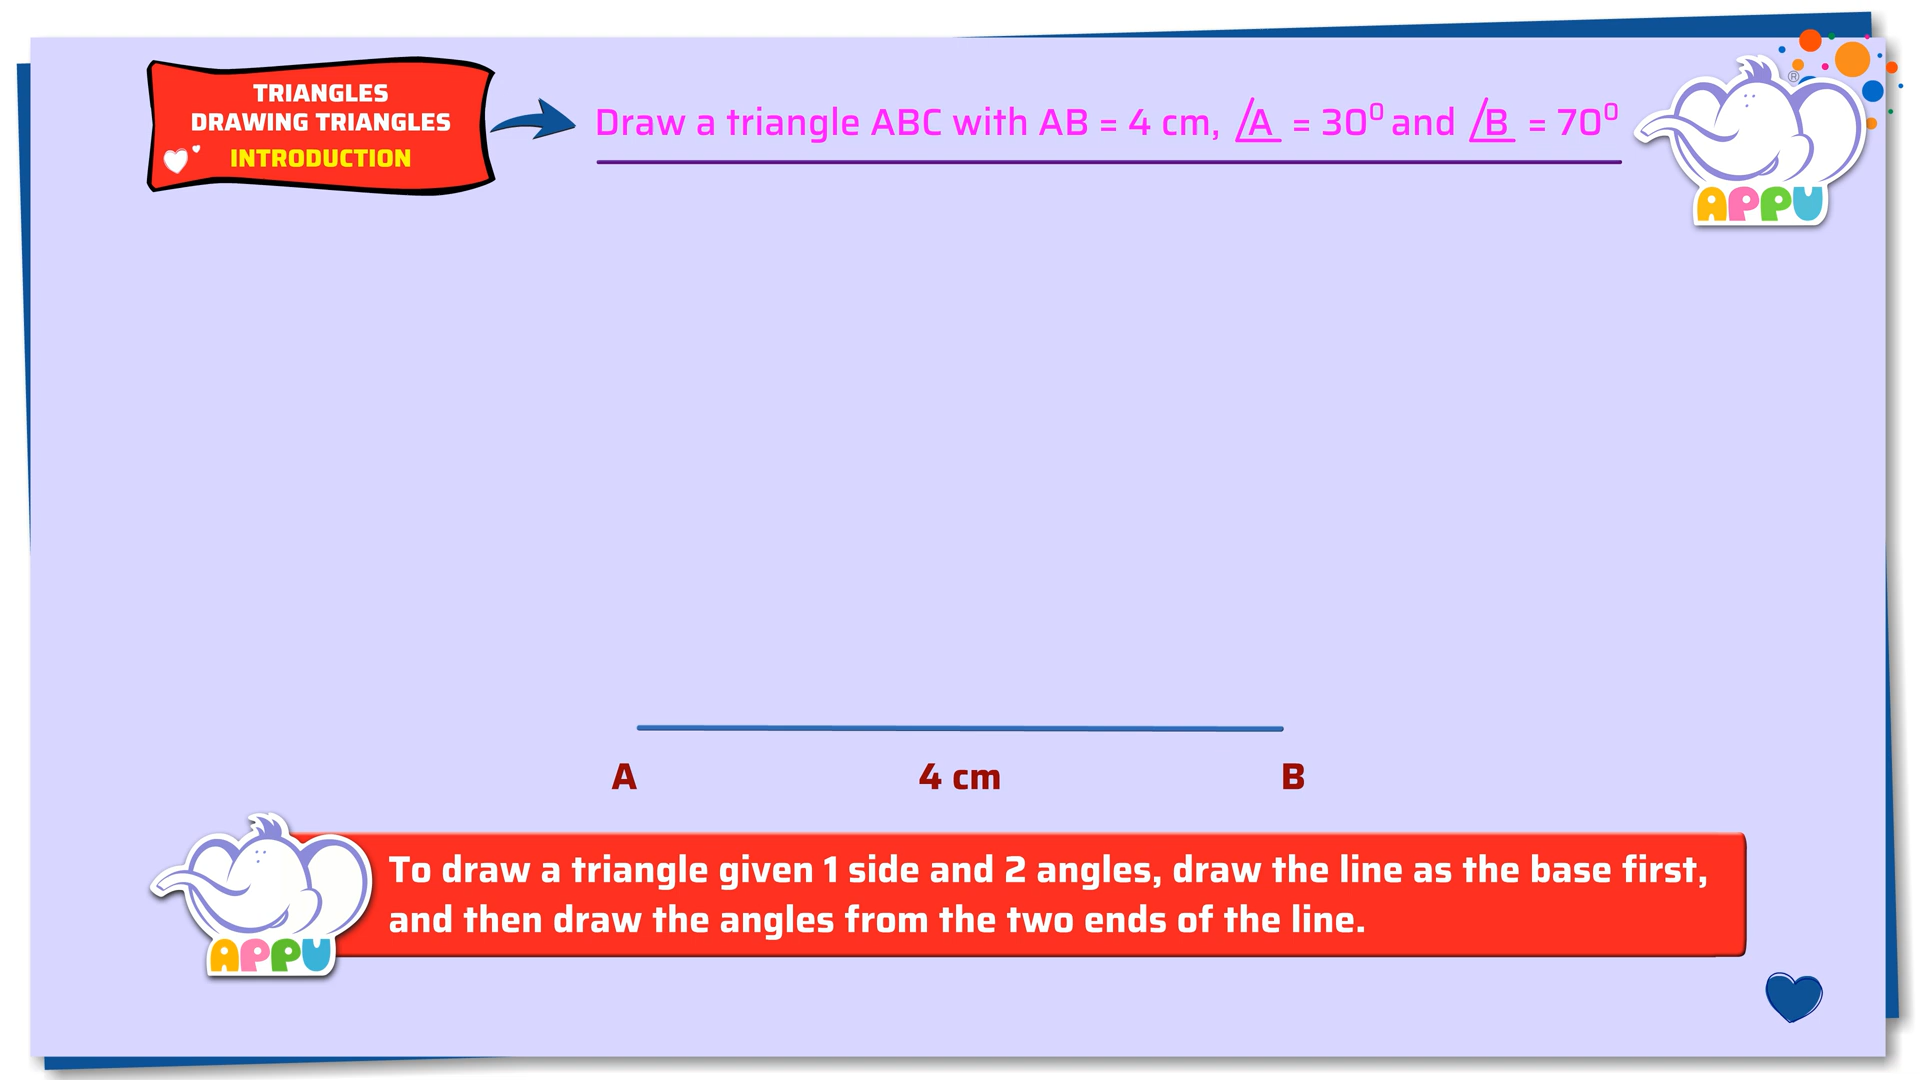 TRIANGLES
DRAWING TRIANGLES
INTRODUCTION
Draw a triangle ABC with AB = 4 cm, ∠A = 30⁰ and ∠B = 70⁰
®
APPU
A 4 cm B
To draw a triangle given 1 side and 2 angles, draw the line as the base first,
and then draw the angles from the two ends of the line.
APPU